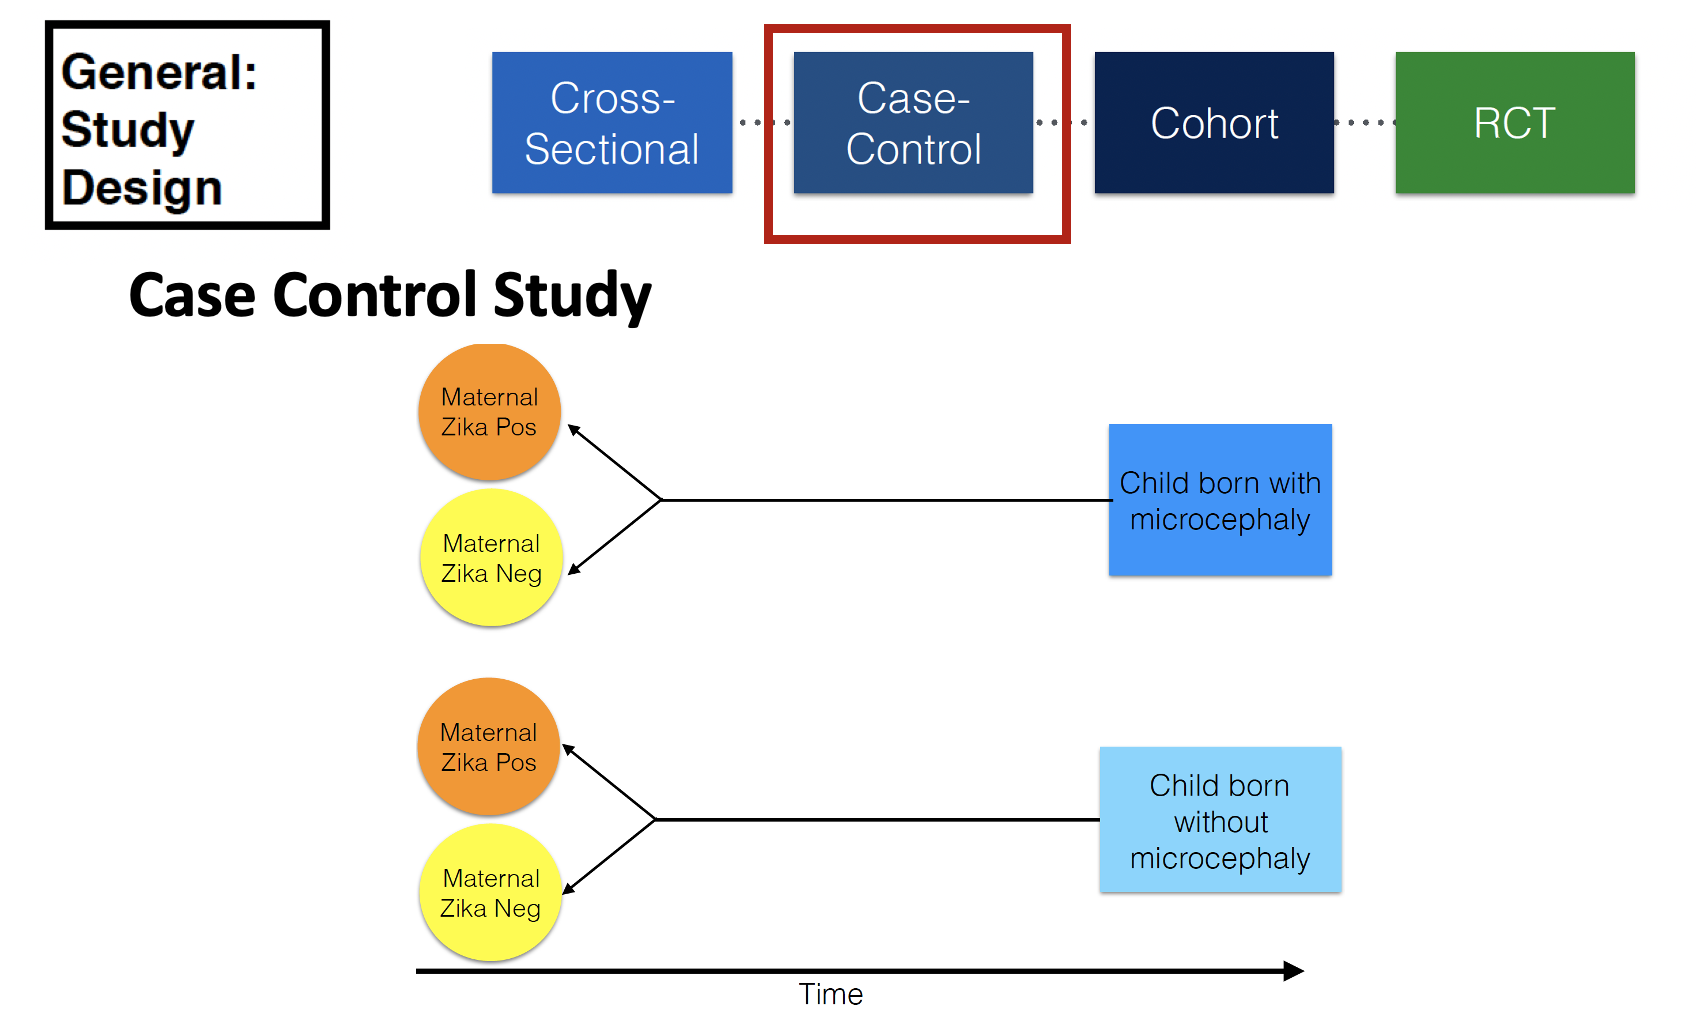 General:
Study
Design
Cross-
Sectional
Case-
Control
Cohort
RCT
Case Control Study
Maternal
Zika Pos
Maternal
Zika Neg
Child born with
microcephaly
Maternal
Zika Pos
Maternal
Zika Neg
Child born
without
microcephaly
Time